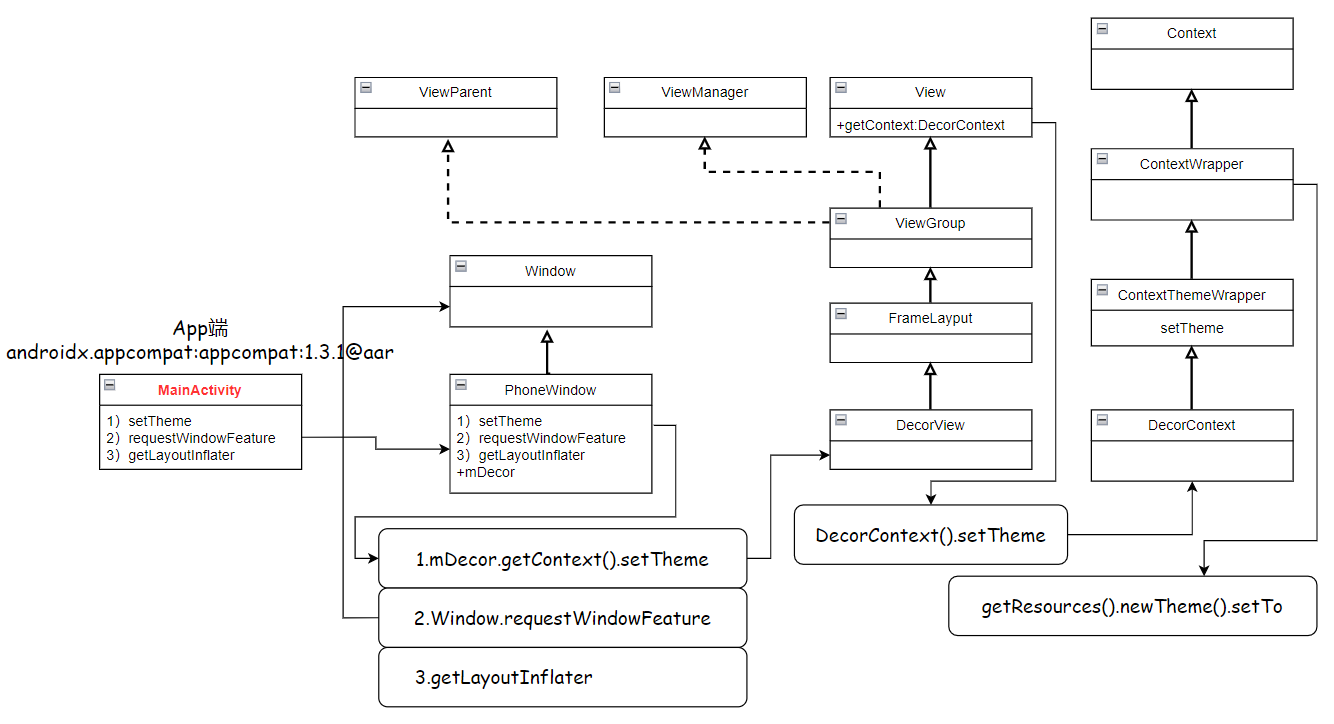 Context
ViewParent
ViewManager
View
+getContext:DecorContext
ContextWrapper
ViewGroup
Window
ContextThemeWrapper
setTheme
FrameLayput
App端
androidx.appcompat:appcompat:1.3.1@aar
MainActivity
1）setTheme
2）requestWindowFeature
3）getLayoutInflater
PhoneWindow
1）setTheme
2）requestWindowFeature
3）getLayoutInflater
+mDecor
DecorView
DecorContext
DecorContext().setTheme
1.mDecor.getContext().setTheme
getResources().newTheme().setTo
2.Window.requestWindowFeature
3.getLayoutInflater